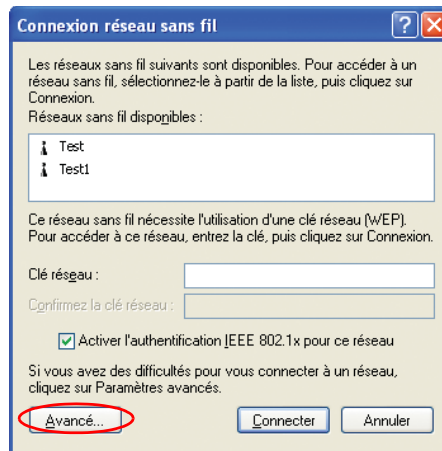 Connexion réseau sans fil
Les réseaux sans fil suivants sont disponibles. Pour accéder à un
réseau sans fil, sélectionnez-le à partir de la liste, puis cliquez sur
Connexion.
Réseaux sans fil disponibles :
Test
Test1
Ce réseau sans fil nécessite l'utilisation d'une clé réseau (WEP).
Pour accéder à ce réseau, entrez la clé, puis cliquez sur Connexion.
Clé réseau :
Confirmez la clé réseau :
Activer l'authentification IEEE 802.1x pour ce réseau
Si vous avez des difficultés pour vous connecter à un réseau,
cliquez sur Paramètres avancés.
Avancé... Connecter Annuler